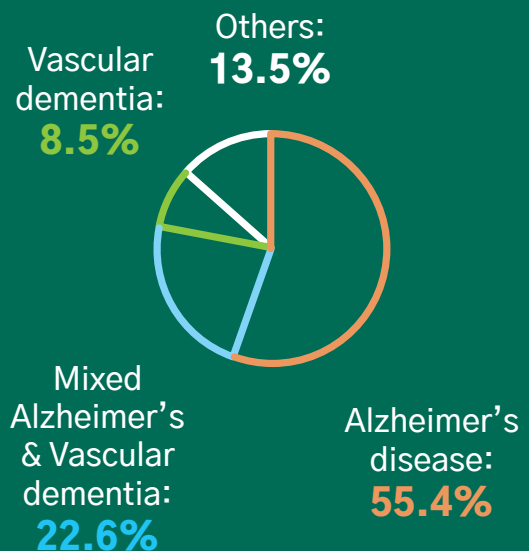 Others:
13.5%
Vascular
dementia:
8.5%
Mixed
Alzheimer’s
& Vascular
dementia:
22.6%
Alzheimer’s
disease:
55.4%